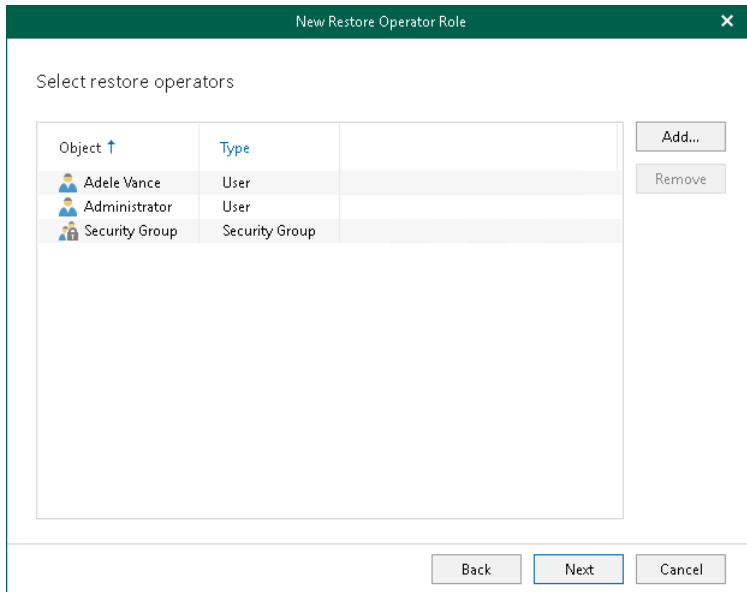 New Restore Operator Role
Select restore operators
Object Type
Adele Vance User
Administrator User
Security Group Security Group
Add...
Remove
Back Next Cancel